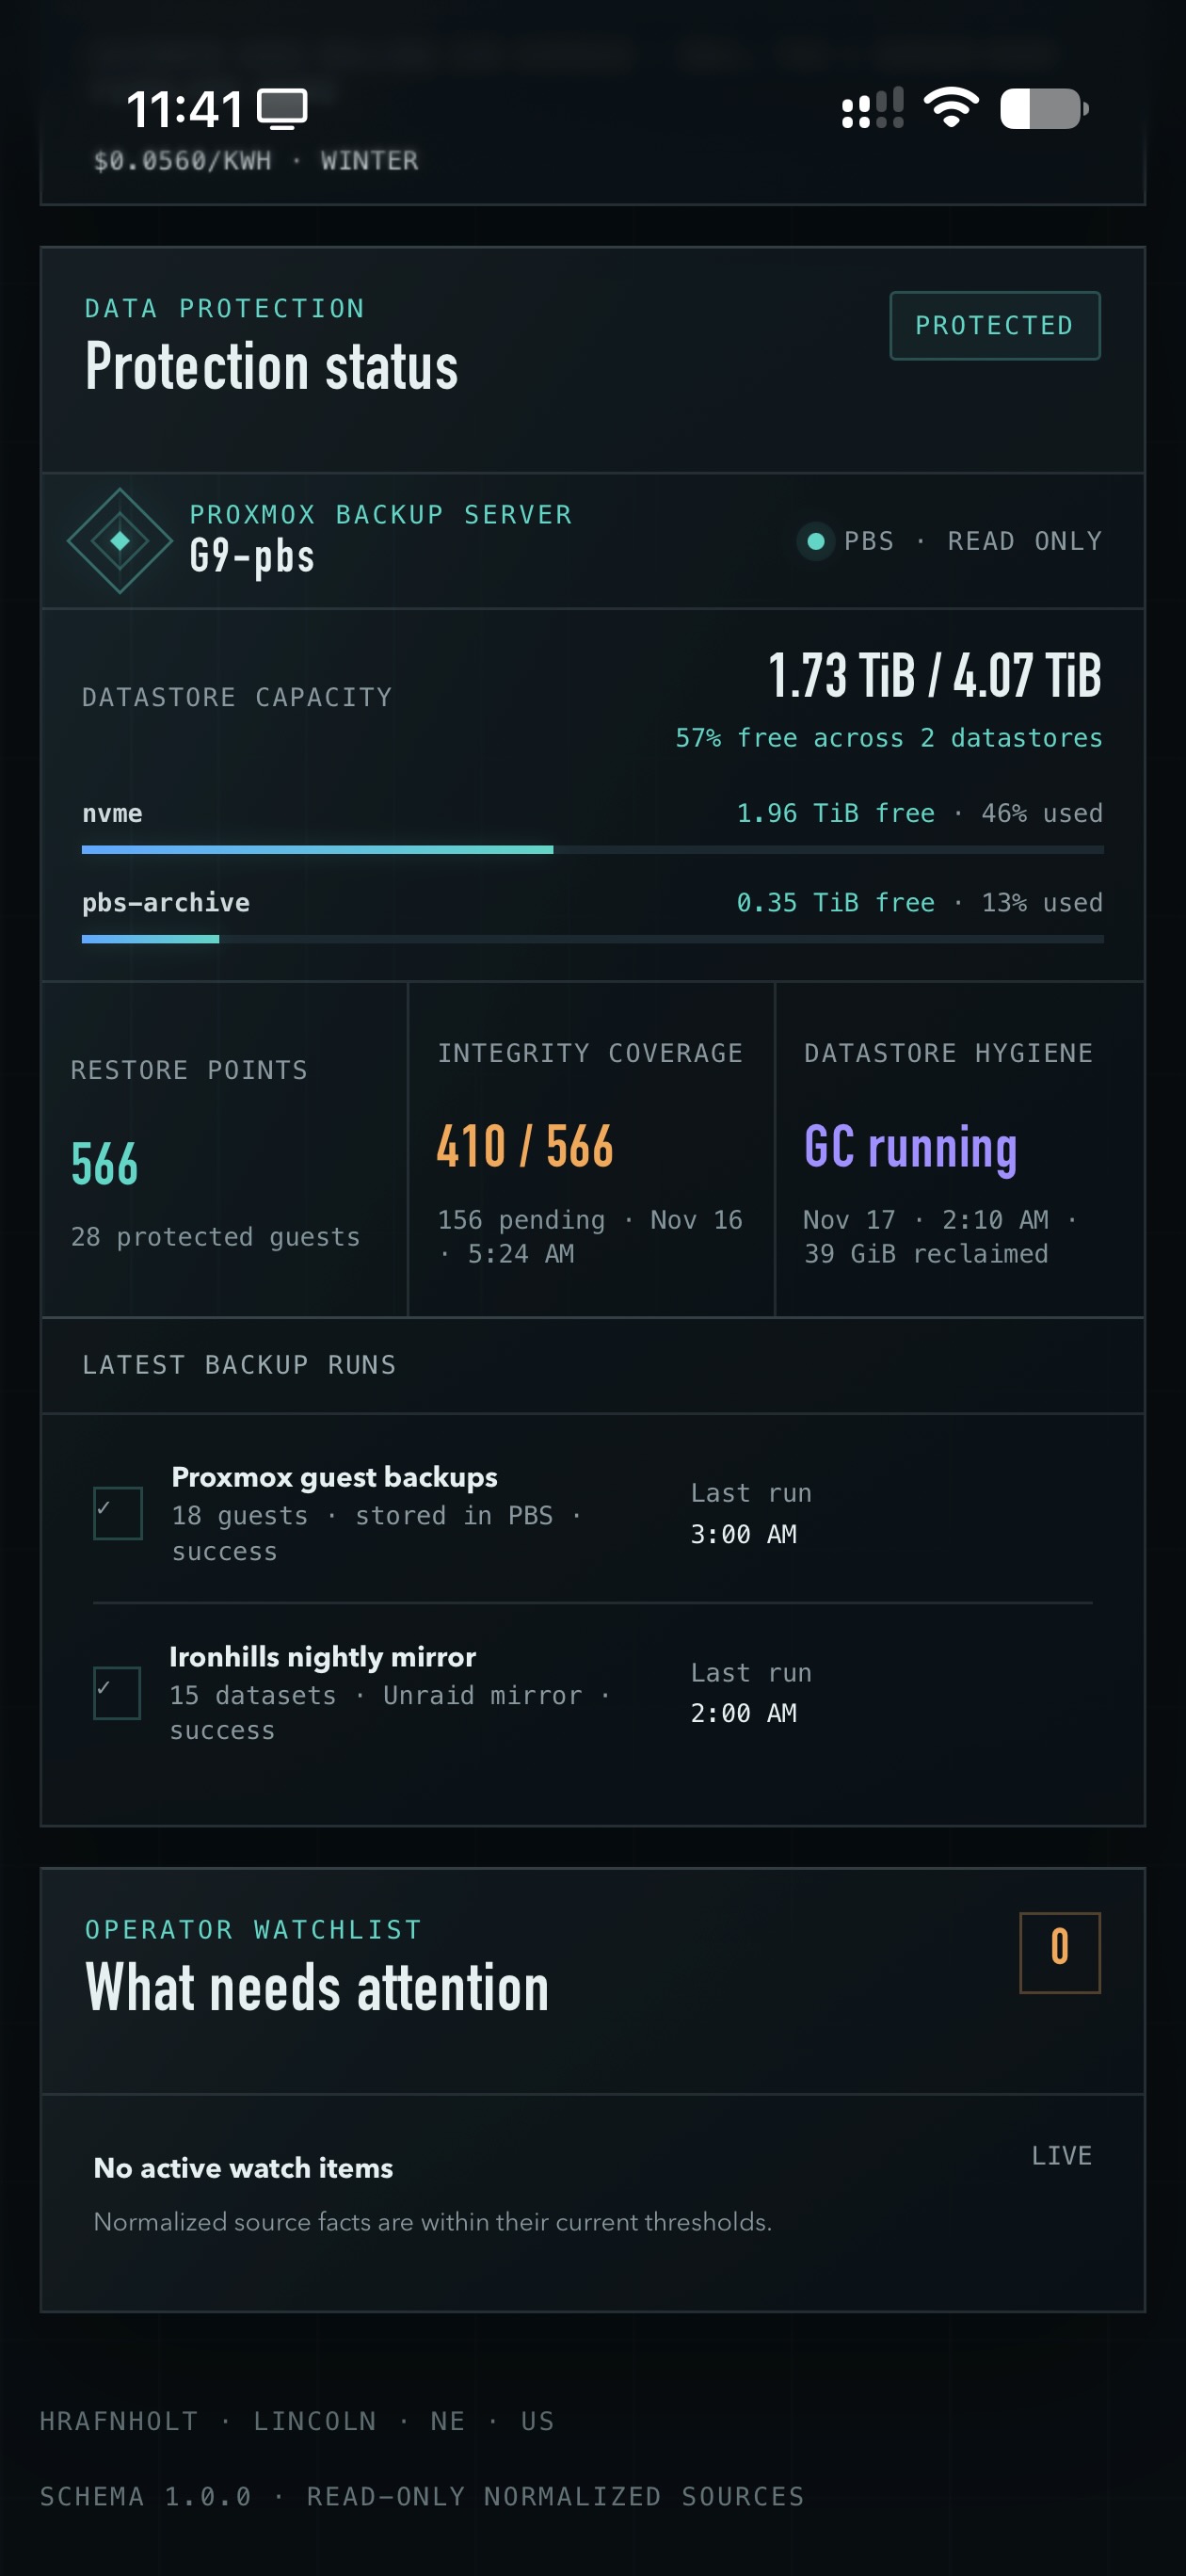 11:41
$0.0560/KWH · WINTER
DATA PROTECTION
PROTECTED
Protection status
PROXMOX BACKUP SERVER
G9-pbs
PBS · READ ONLY
DATASTORE CAPACITY
1.73 TiB / 4.07 TiB
57% free across 2 datastores
nvme
1.96 TiB free · 46% used
pbs-archive
0.35 TiB free · 13% used
RESTORE POINTS
566
28 protected guests
INTEGRITY COVERAGE
410 / 566
156 pending · Nov 16
· 5:24 AM
DATASTORE HYGIENE
GC running
Nov 17 · 2:10 AM ·
39 GiB reclaimed
LATEST BACKUP RUNS
Proxmox guest backups
18 guests · stored in PBS ·
success
Last run
3:00 AM
Ironhills nightly mirror
15 datasets · Unraid mirror ·
success
Last run
2:00 AM
OPERATOR WATCHLIST
What needs attention
0
No active watch items
LIVE
Normalized source facts are within their current thresholds.
HRAFNHOLT · LINCOLN · NE · US
SCHEMA 1.0.0 · READ-ONLY NORMALIZED SOURCES